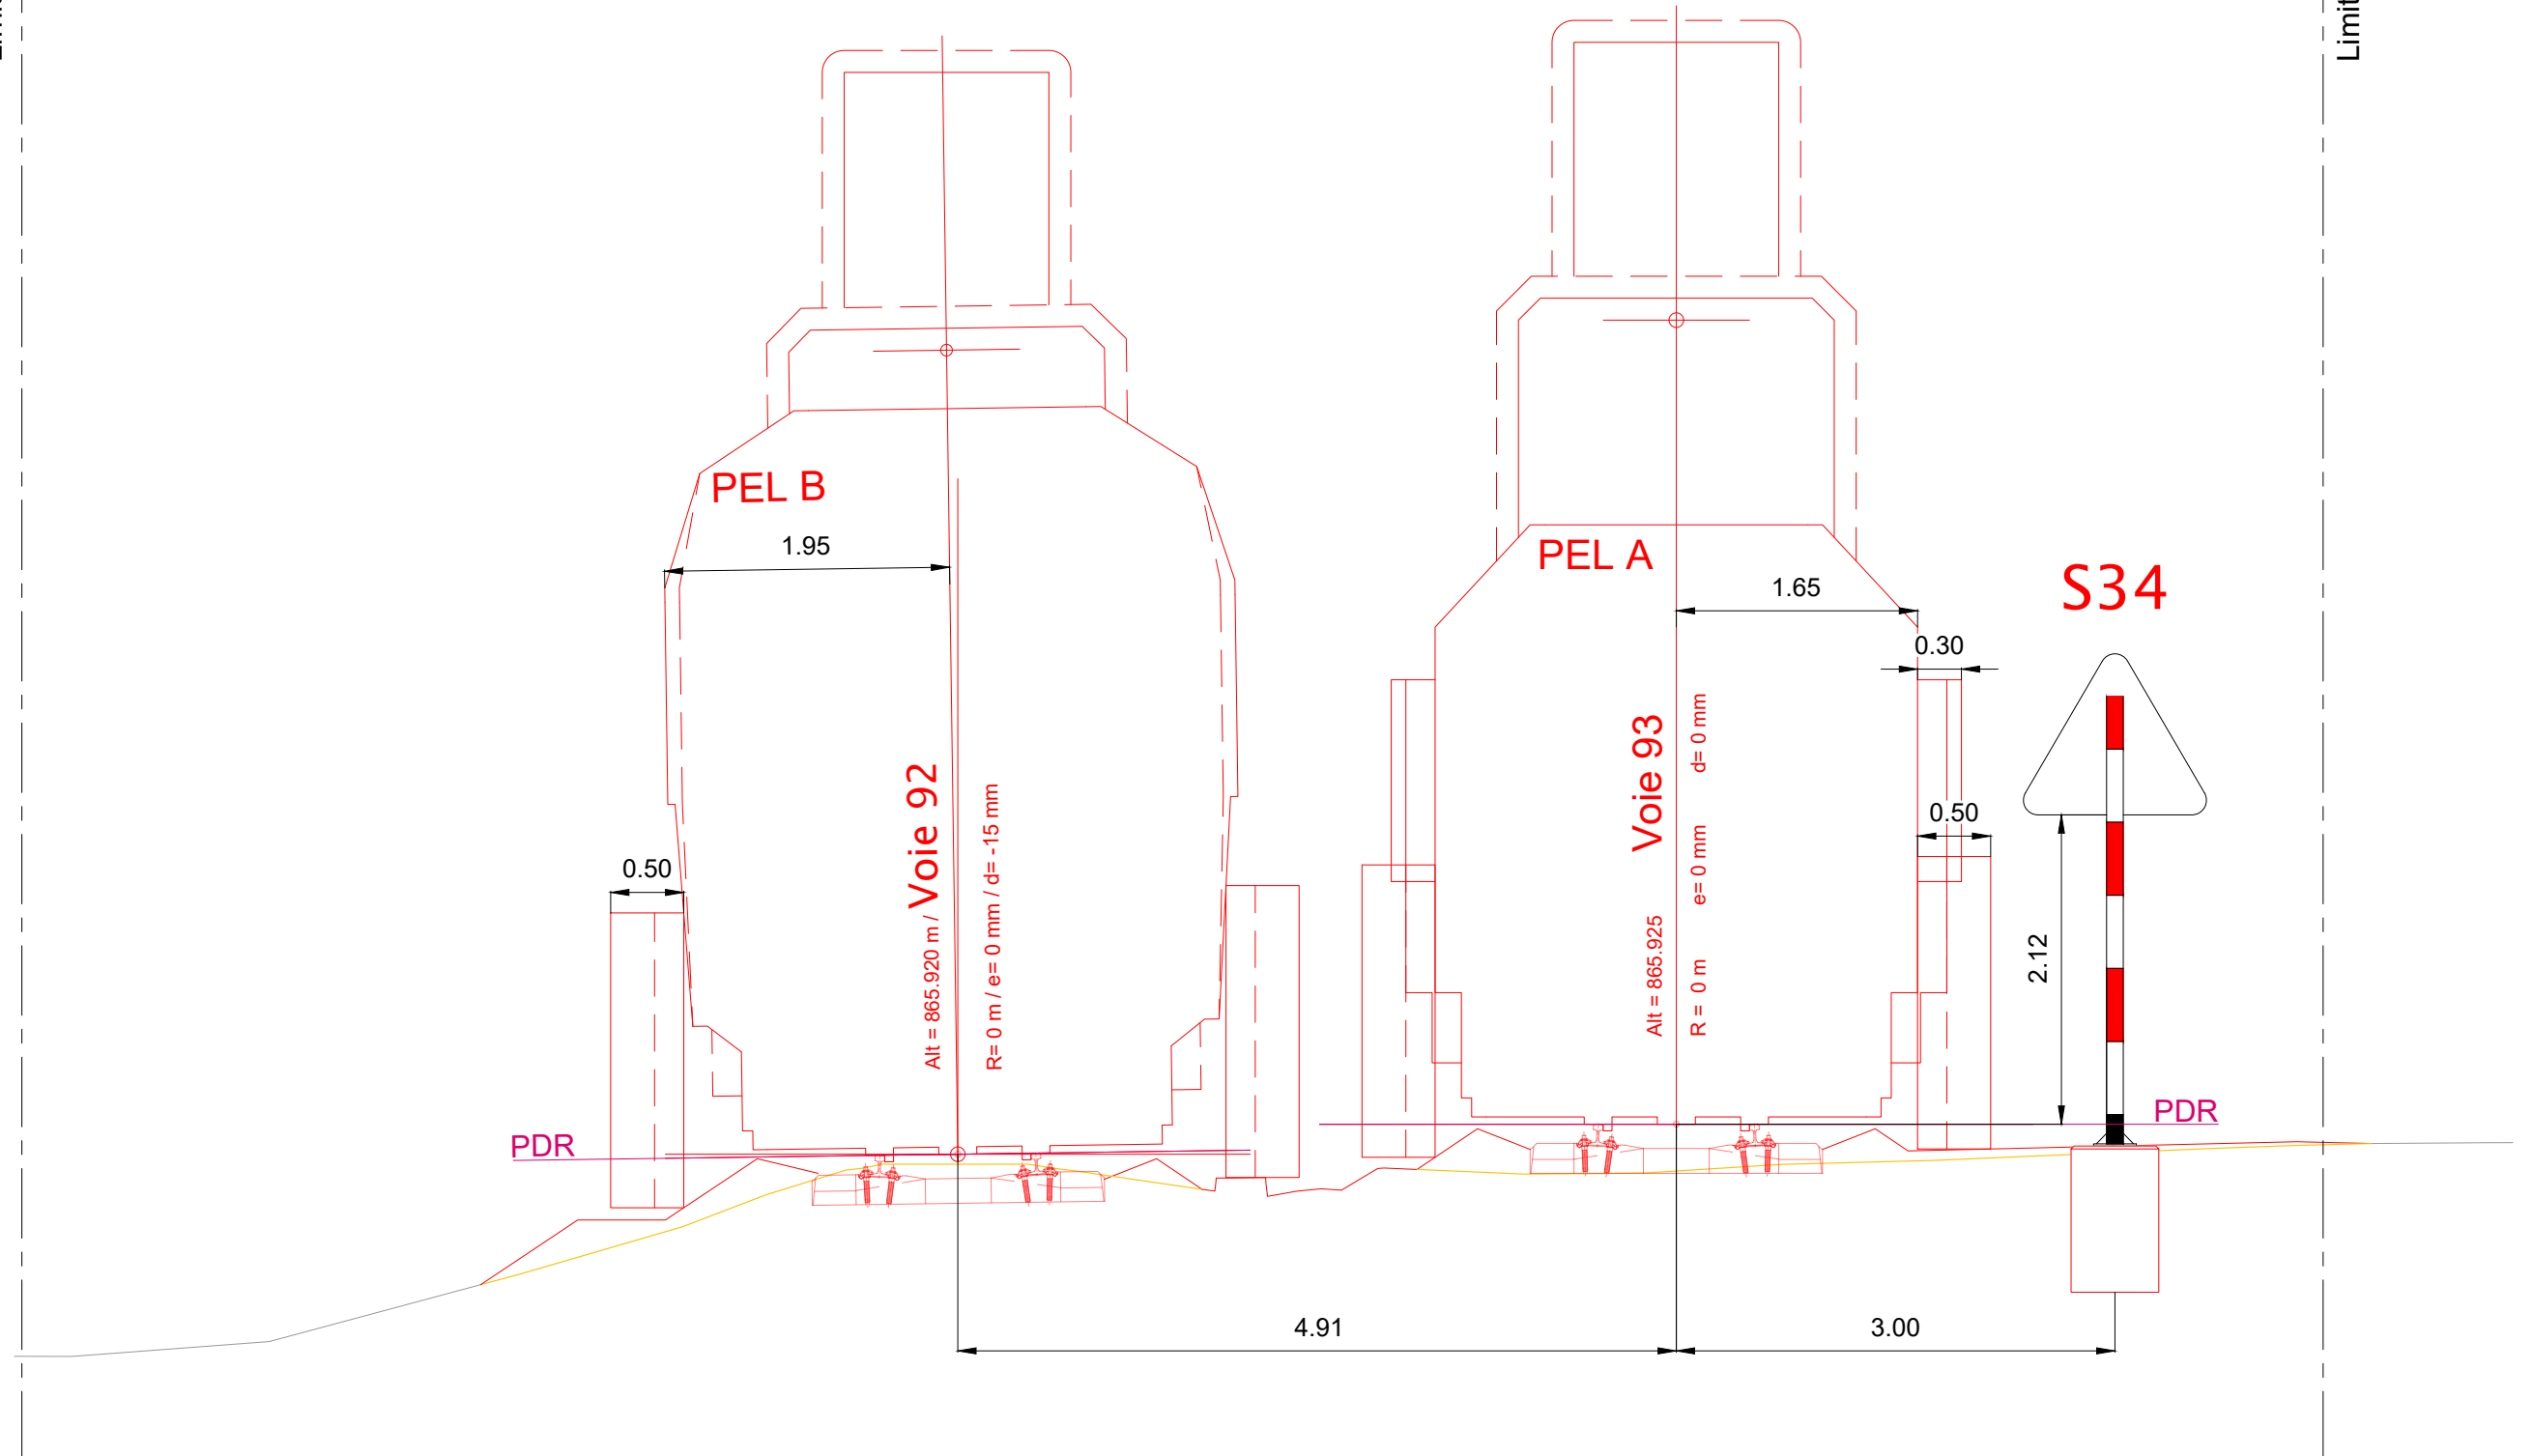 Limit
PEL B
1.95
PEL A
1.65
S34
0.30
0.50
0.50
2.12
Alt = 865.920 m / Voie 92
R= 0 m / e= 0 mm / d= -15 mm
Voie 93
Alt = 865.925
R = 0 m e= 0 mm d= 0 mm
PDR
PDR
4.91
3.00